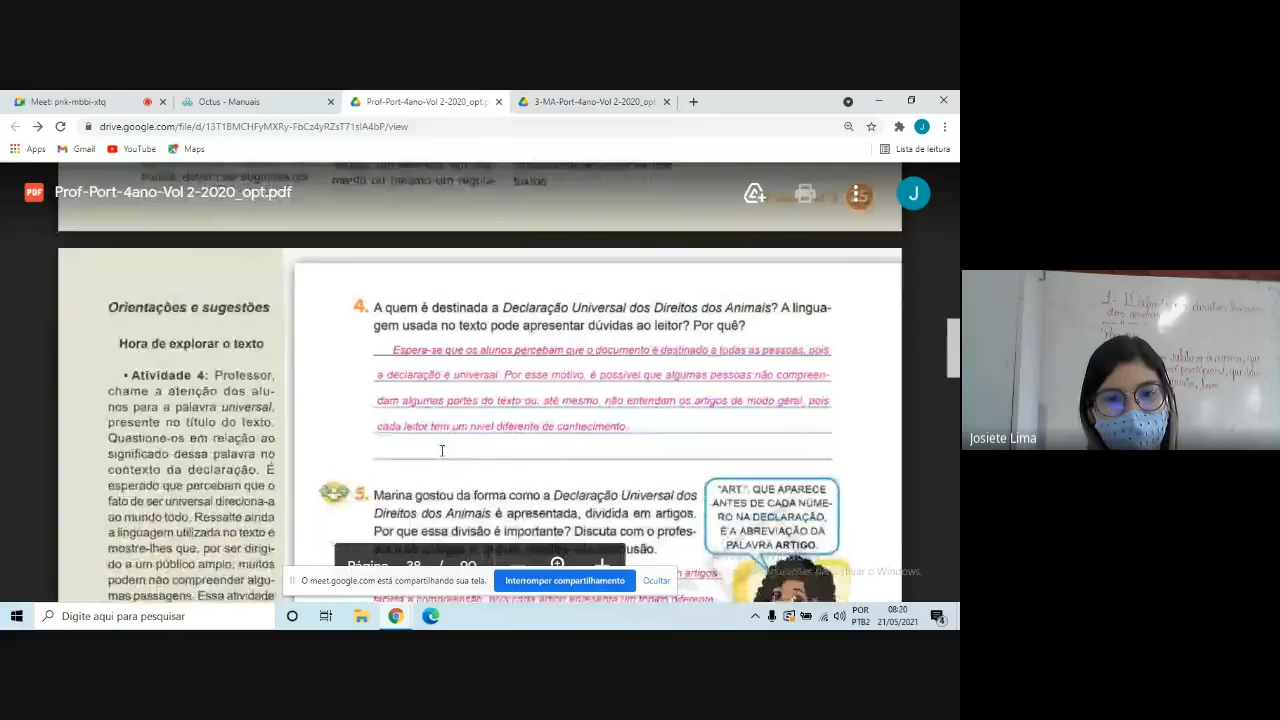 Meet: pnk-mbbi-xtq
Octus - Manuais
Prof-Port-4ano-Vol 2-2020_opt.p
3-MA-Port-4ano-Vol 2-2020_opt
drive.google.com/file/d/13T1BMCHFyMXRy-FbCz4yRZsT71slA4bP/view
Apps
Gmail
YouTube
Maps
Lista de leitura
PDF
Prof-Port-4ano-Vol 2-2020_opt.pdf
J
Orientações e sugestões
Hora de explorar o texto
• Atividade 4: Professor,
chame a atenção dos alu-
nos para a palavra universal,
presente no título do texto.
Questione-os em relação ao
significado dessa palavra no
contexto da declaração. É
esperado que percebam que o
fato de ser universal direciona-a
ao mundo todo. Ressalte ainda
a linguagem utilizada no texto e
mostre-lhes que, por ser dirigi-
do a um público amplo, muitos
podem não compreender algu-
mas passagens. Essa atividade
4. A quem é destinada a Declaração Universal dos Direitos dos Animais? A lingua-
gem usada no texto pode apresentar dúvidas ao leitor? Por quê?
Espera-se que os alunos percebam que o documento é destinado a todas as pessoas, pois
a declaração é universal. Por esse motivo, é possível que algumas pessoas não compreen-
dam algumas partes do texto ou, até mesmo, não entendam os artigos de modo geral, pois
cada leitor tem um nível diferente de conhecimento.
5. Marina gostou da forma como a Declaração Universal dos
Direitos dos Animais é apresentada, dividida em artigos.
Por que essa divisão é importante? Discuta com o profes-
"ART.", QUE APARECE
ANTES DE CADA NÚME-
RO NA DECLARAÇÃO,
É A ABREVIAÇÃO DA
PALAVRA ARTIGO.
Página 38 / 90
O meet.google.com está compartilhando sua tela.
Interromper compartilhamento
Ocultar
Digite aqui para pesquisar
POR
PTB2
08:20
21/05/2021
4
Josiete Lima